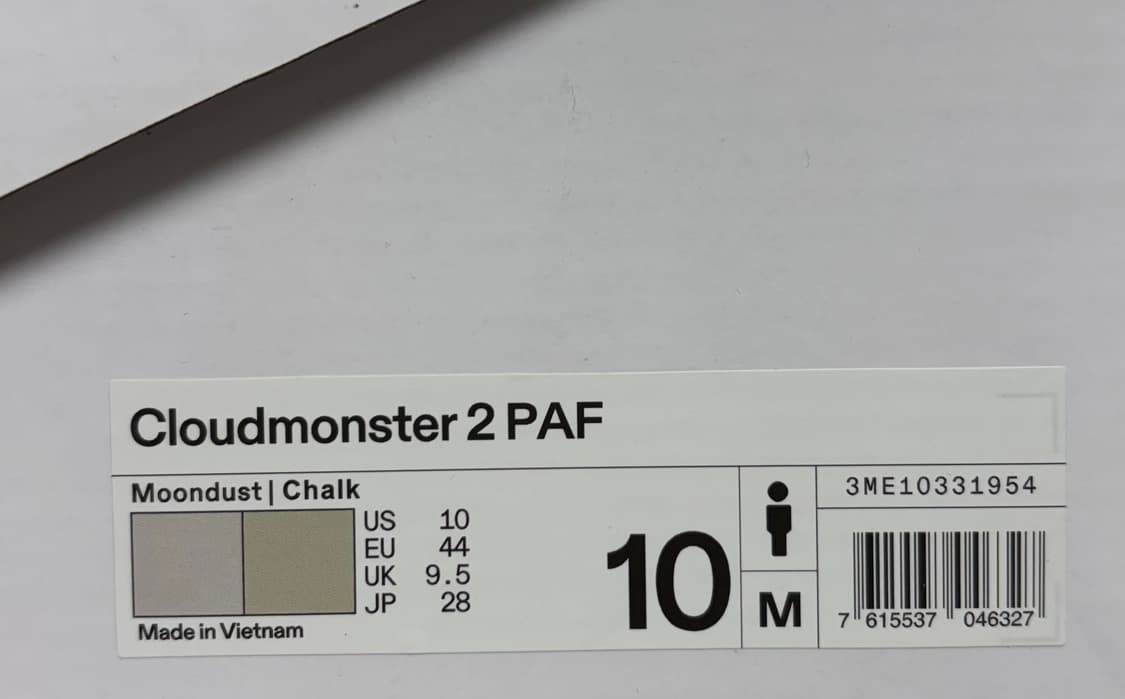 Cloudmonster 2 PAF
Moondust | Chalk
US 10
EU 44
UK 9.5
JP 28
Made in Vietnam
10
M
3ME10331954
7 615537 046327